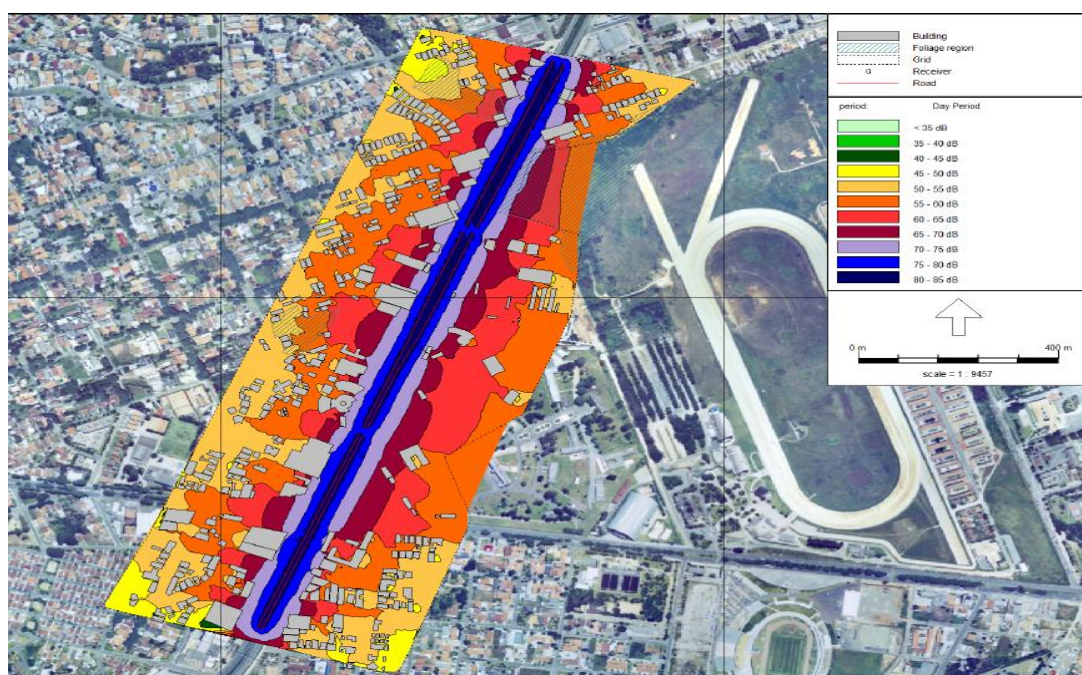 Building
Foliage region
Grid
Receiver
Road
period: Day Period
< 35 dB
35 - 40 dB
40 - 45 dB
45 - 50 dB
50 - 55 dB
55 - 60 dB
60 - 65 dB
65 - 70 dB
70 - 75 dB
75 - 80 dB
80 - 85 dB
0 m 400 m
scale = 1 : 9457